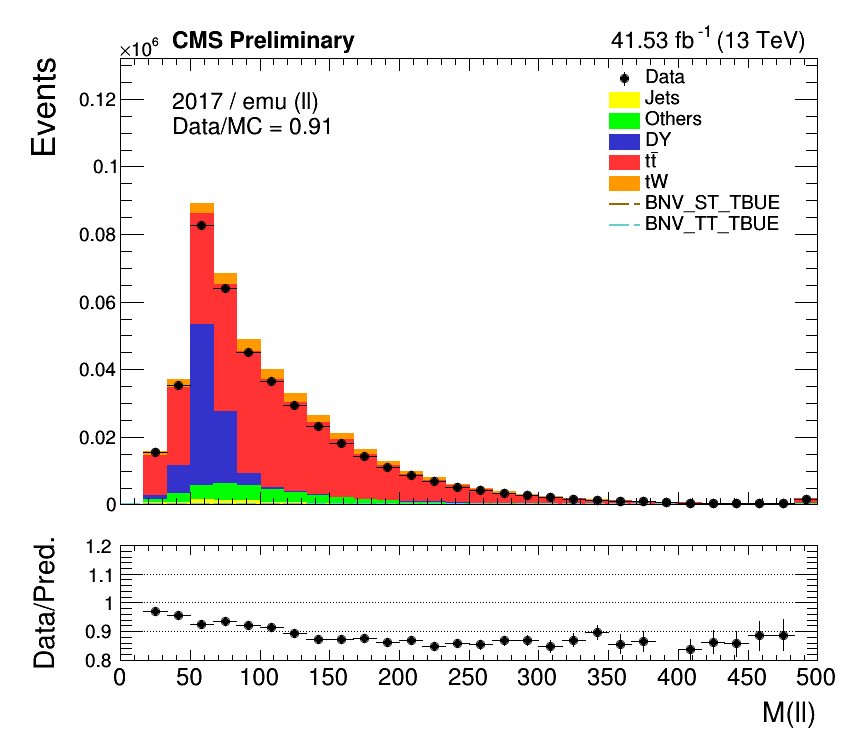 ×10⁶ CMS Preliminary 41.53 fb⁻¹ (13 TeV)
Events
2017 / emu (ll)
Data/MC = 0.91
Data
Jets
Others
DY
tt̄
tW
BNV_ST_TBUE
BNV_TT_TBUE
0.12
0.1
0.08
0.06
0.04
0.02
0
Data/Pred.
1.2
1.1
1
0.9
0.8
0 50 100 150 200 250 300 350 400 450 500
M(ll)